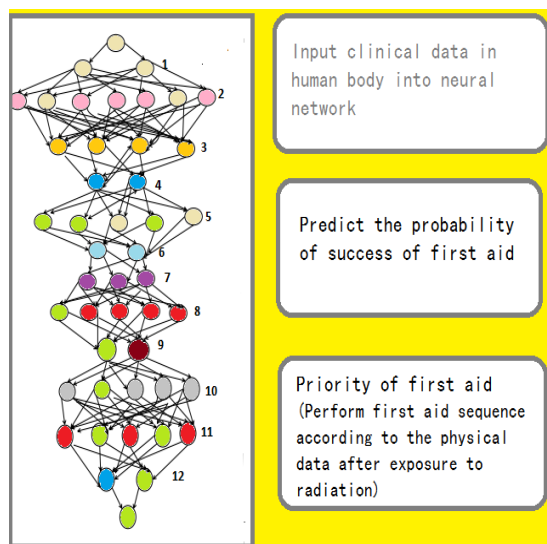 1
2
3
4
5
6
7
8
9
10
11
12
Input clinical data in
human body into neural
network
Predict the probability
of success of first aid
Priority of first aid
(Perform first aid sequence
according to the physical
data after exposure to
radiation)